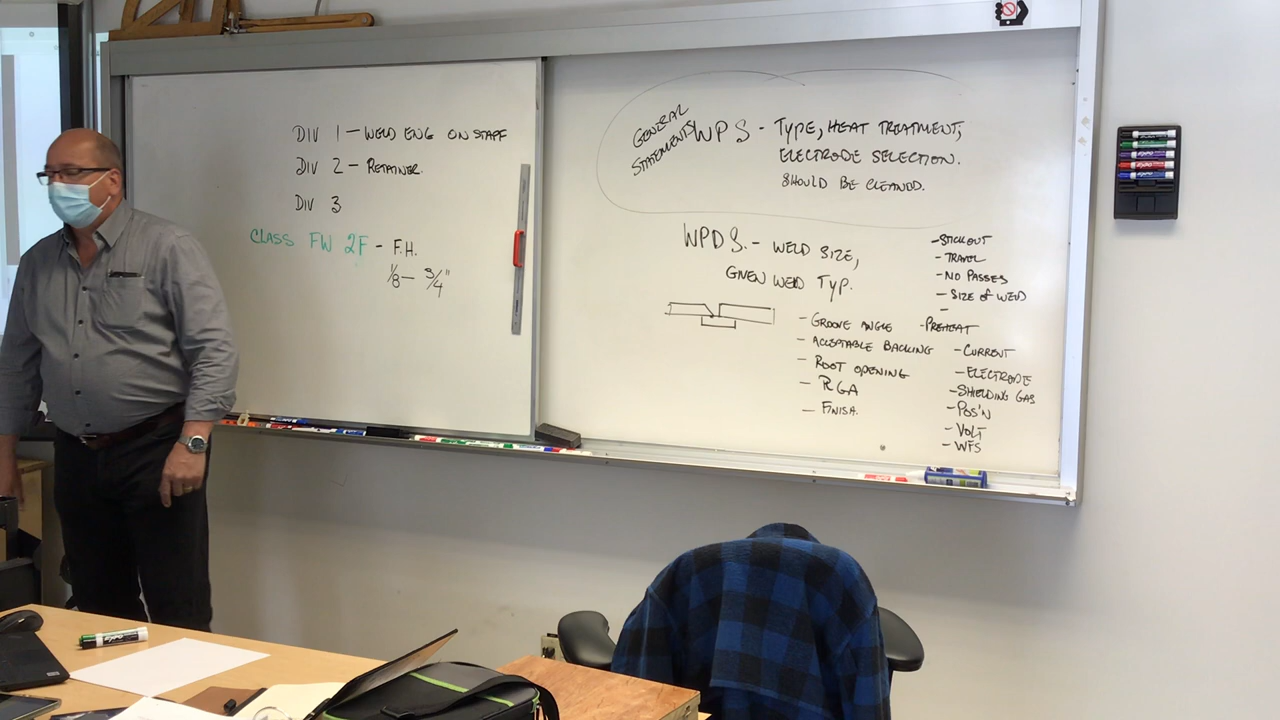 DIV 1 - WELD ENG ON STAFF
DIV 2 - RETAINER.
DIV 3
CLASS FW 2F - F.H.
1/8 - 3/4"
GENERAL
STATEMENTS
WPS - TYPE, HEAT TREATMENT,
ELECTRODE SELECTION.
SHOULD BE CLEANED.
WPDS. - WELD SIZE,
GIVEN WELD TYP.
- STICKOUT
- TRAVEL
- NO PASSES
- SIZE OF WELD
-
- GROOVE ANGLE
- ACCEPTABLE BACKING
- ROOT OPENING
- RGA
- FINISH.
- PREHEAT
- CURRENT
- ELECTRODE
- SHIELDING GAS
- POS'N
- VOLT
- WFS